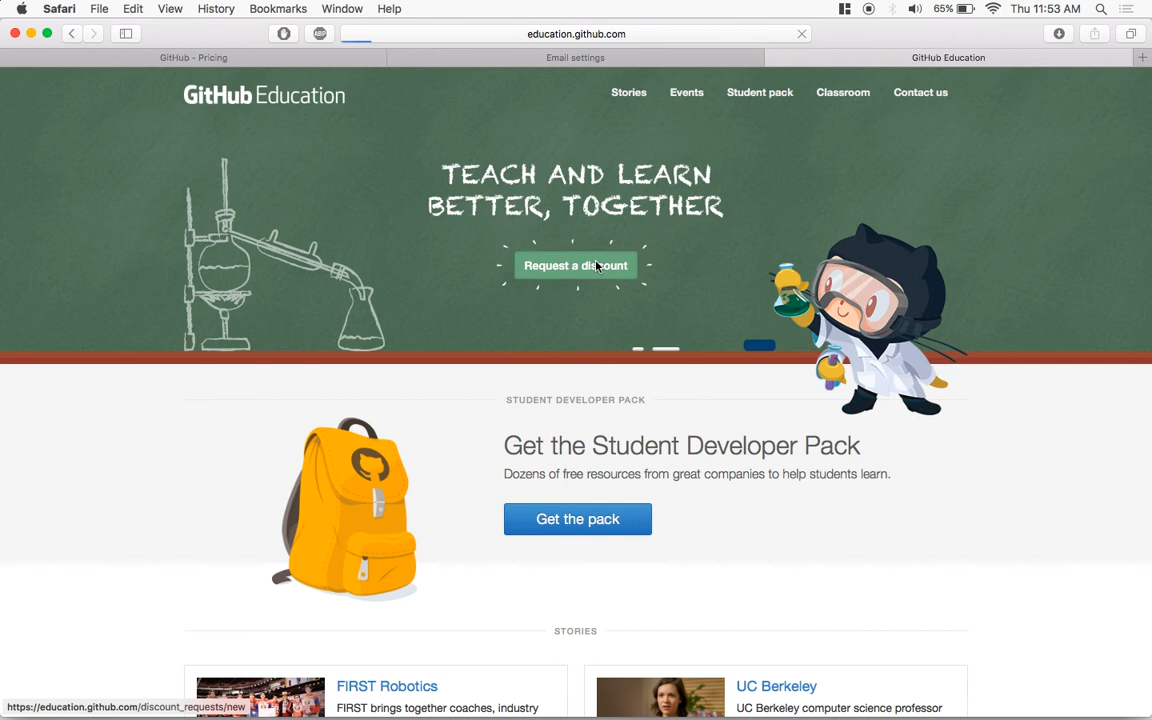 Safari File Edit View History Bookmarks Window Help 65% Thu 11:53 AM
ABP education.github.com
GitHub - Pricing Email settings GitHub Education
GitHub Education Stories Events Student pack Classroom Contact us
TEACH AND LEARN
BETTER, TOGETHER
Request a discount
STUDENT DEVELOPER PACK
Get the Student Developer Pack
Dozens of free resources from great companies to help students learn.
Get the pack
STORIES
FIRST Robotics UC Berkeley
FIRST brings together coaches, industry UC Berkeley computer science professor
https://education.github.com/discount_requests/new